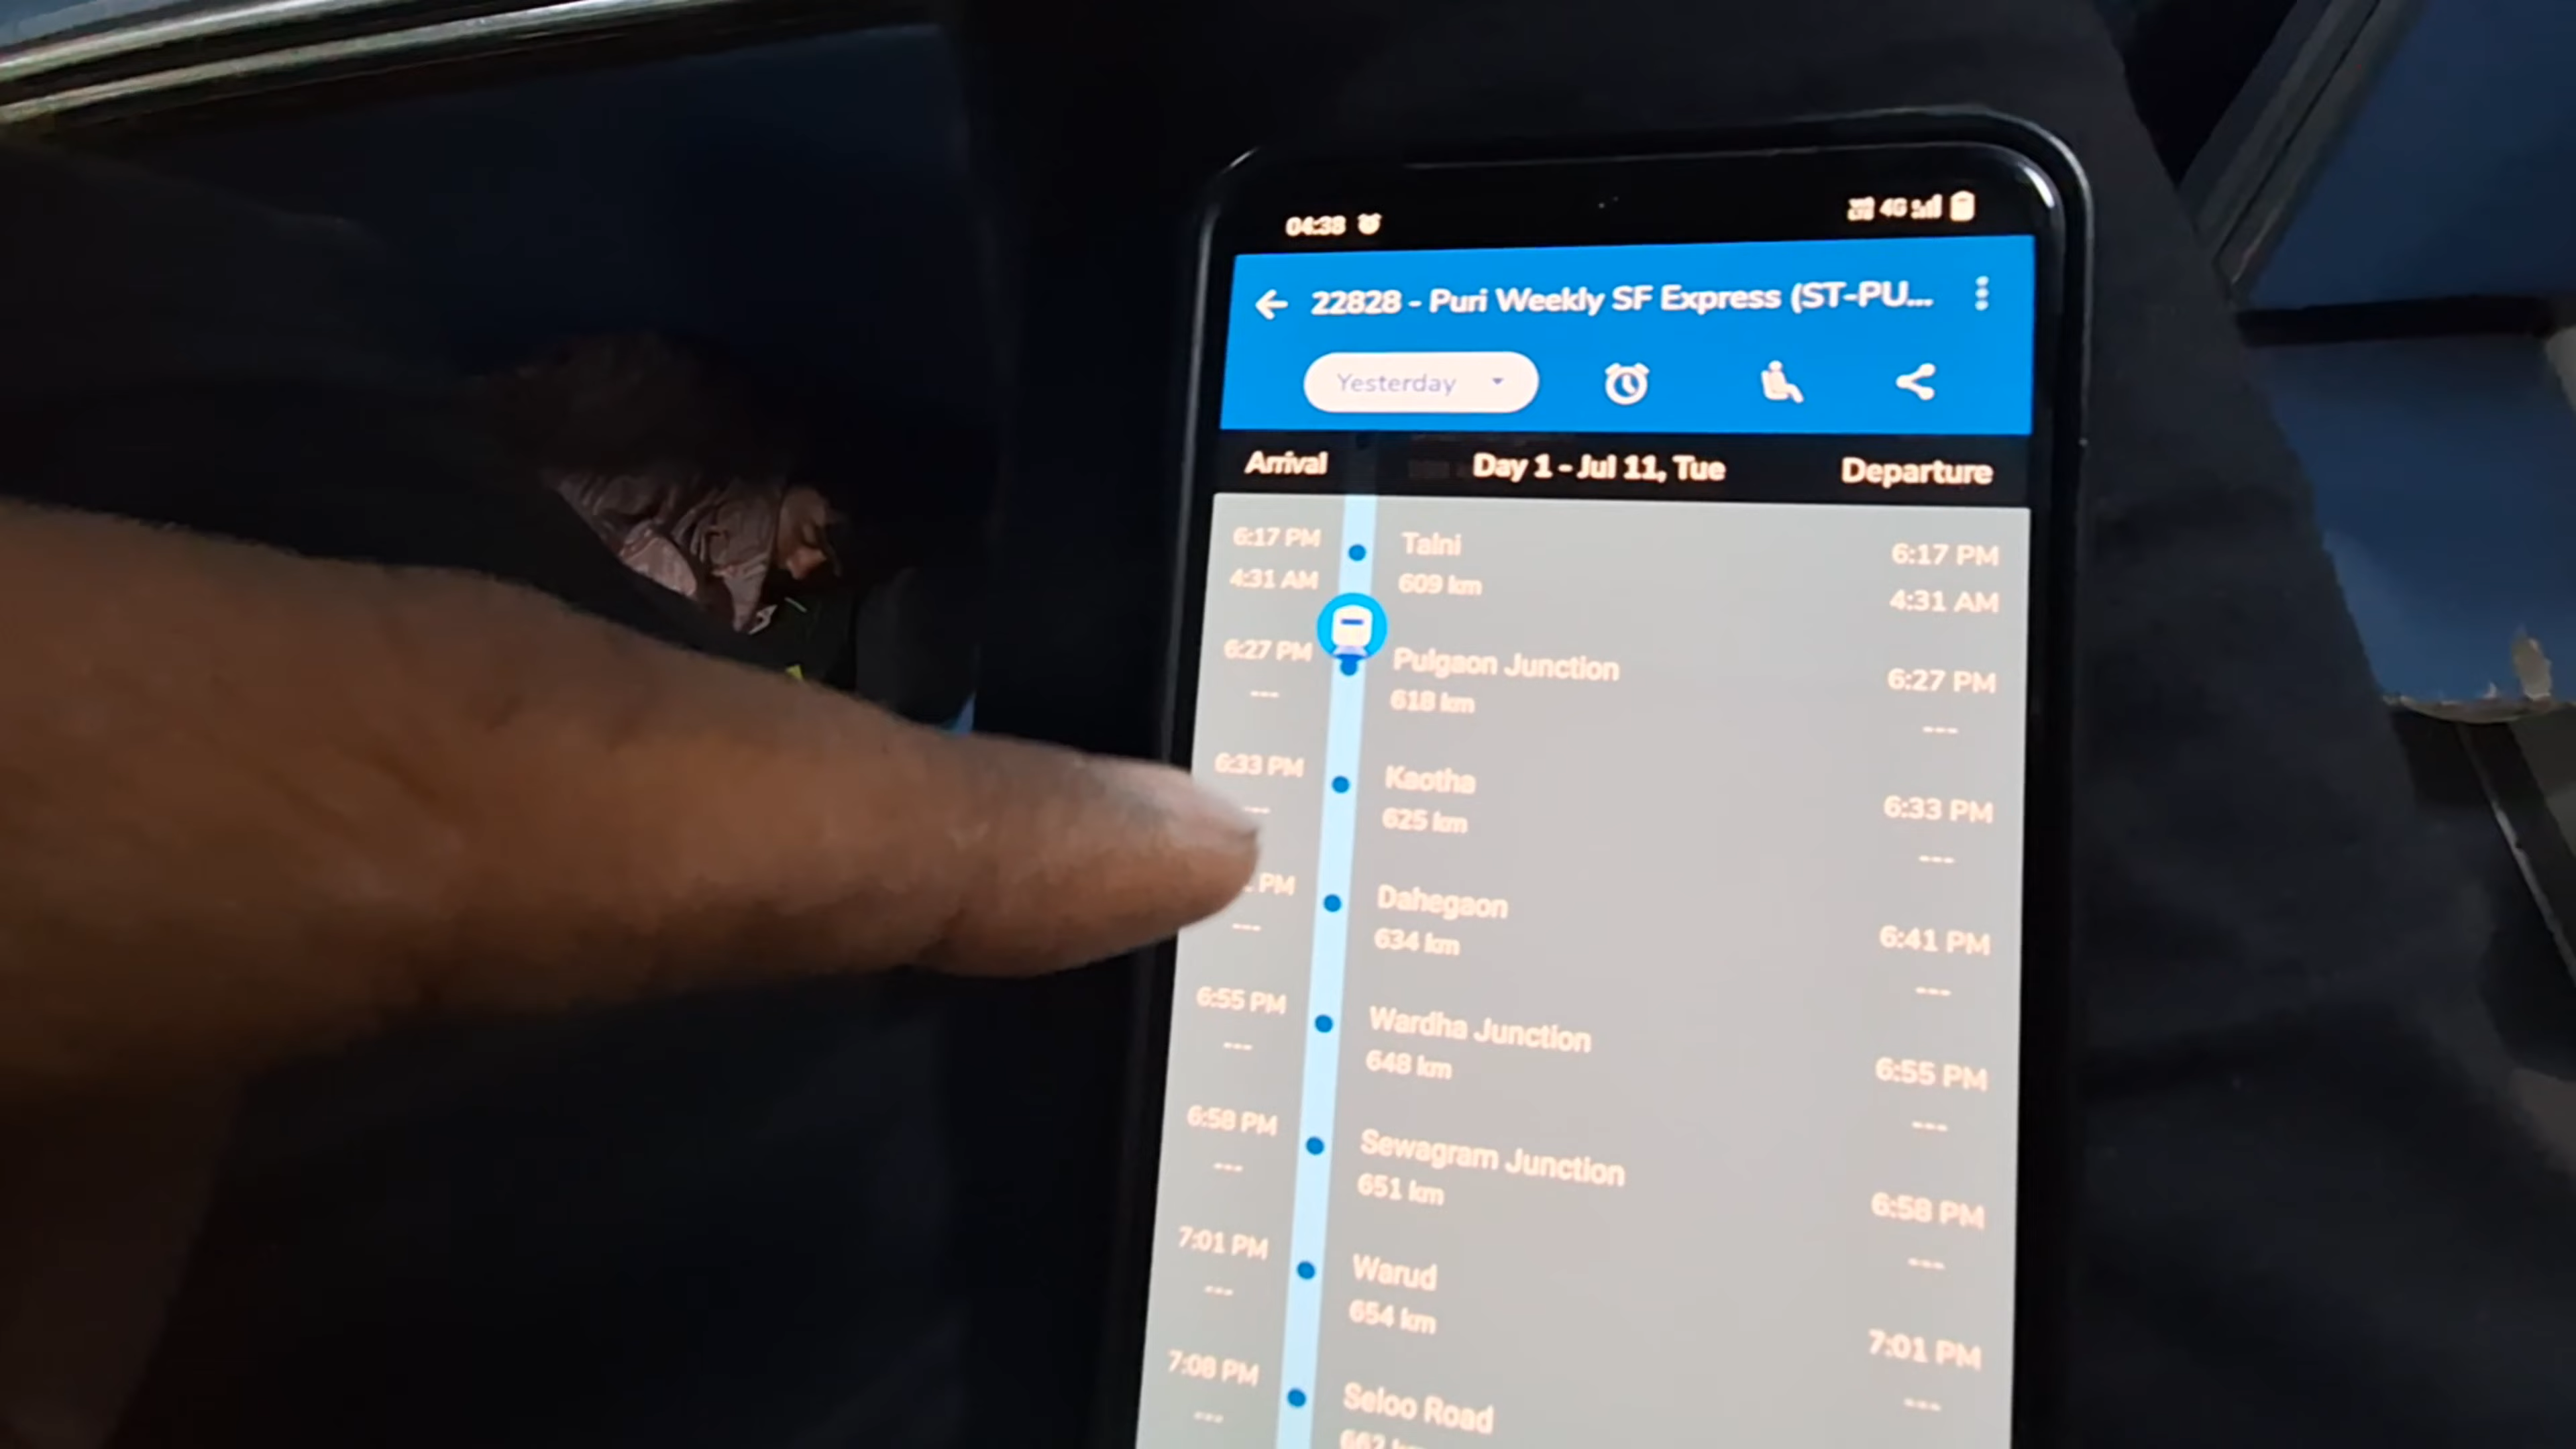 04:38 4G
22828 - Puri Weekly SF Express (ST-PU...
Yesterday
Arrival Day 1 - Jul 11, Tue Departure
6:17 PM Talni 6:17 PM
4:31 AM 609 km 4:31 AM
6:27 PM Pulgaon Junction 6:27 PM
--- 618 km ---
6:33 PM Kaotha 6:33 PM
--- 625 km ---
PM Dahegaon 6:41 PM
--- 634 km ---
6:55 PM Wardha Junction 6:55 PM
--- 648 km ---
6:58 PM Sewagram Junction 6:58 PM
--- 651 km ---
7:01 PM Warud 7:01 PM
--- 654 km ---
7:08 PM Seloo Road
--- 662 km